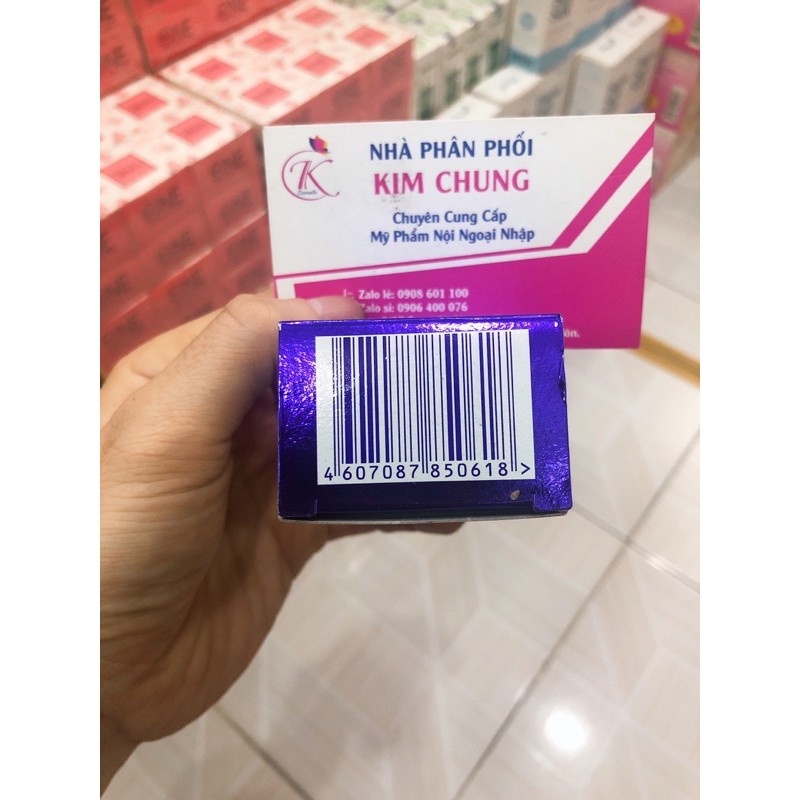 NHÀ PHÂN PHỐI
KIM CHUNG
Chuyên Cung Cấp
Mỹ Phẩm Nội Ngoại Nhập
Zalo lẻ: 0908 601 100
Zalo sỉ: 0906 400 076
4 607087 850618 >